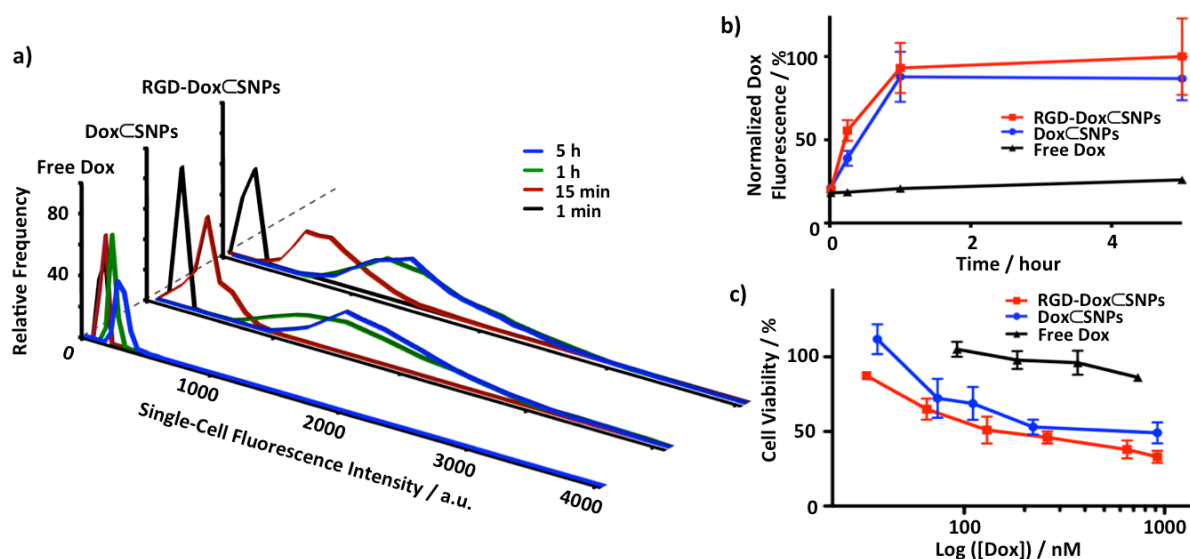 a)
RGD-Dox⊂SNPs
Dox⊂SNPs
Free Dox
5 h
1 h
15 min
1 min
Relative Frequency
80
40
0
1000
2000
3000
4000
Single-Cell Fluorescence Intensity / a.u.
b)
Normalized Dox
Fluorescence / %
100
50
0
0
2
4
Time / hour
RGD-Dox⊂SNPs
Dox⊂SNPs
Free Dox
c)
Cell Viability / %
100
50
0
100
1000
Log ([Dox]) / nM
RGD-Dox⊂SNPs
Dox⊂SNPs
Free Dox